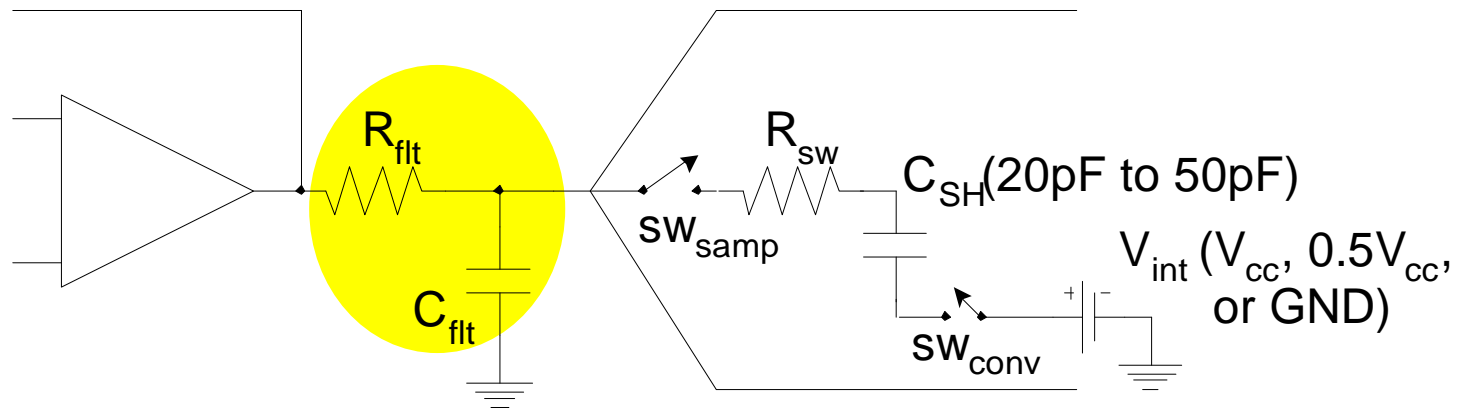 R_flt
C_flt
sw_samp
R_sw
C_SH(20pF to 50pF)
sw_conv
+ -
V_int (V_cc, 0.5V_cc,
or GND)